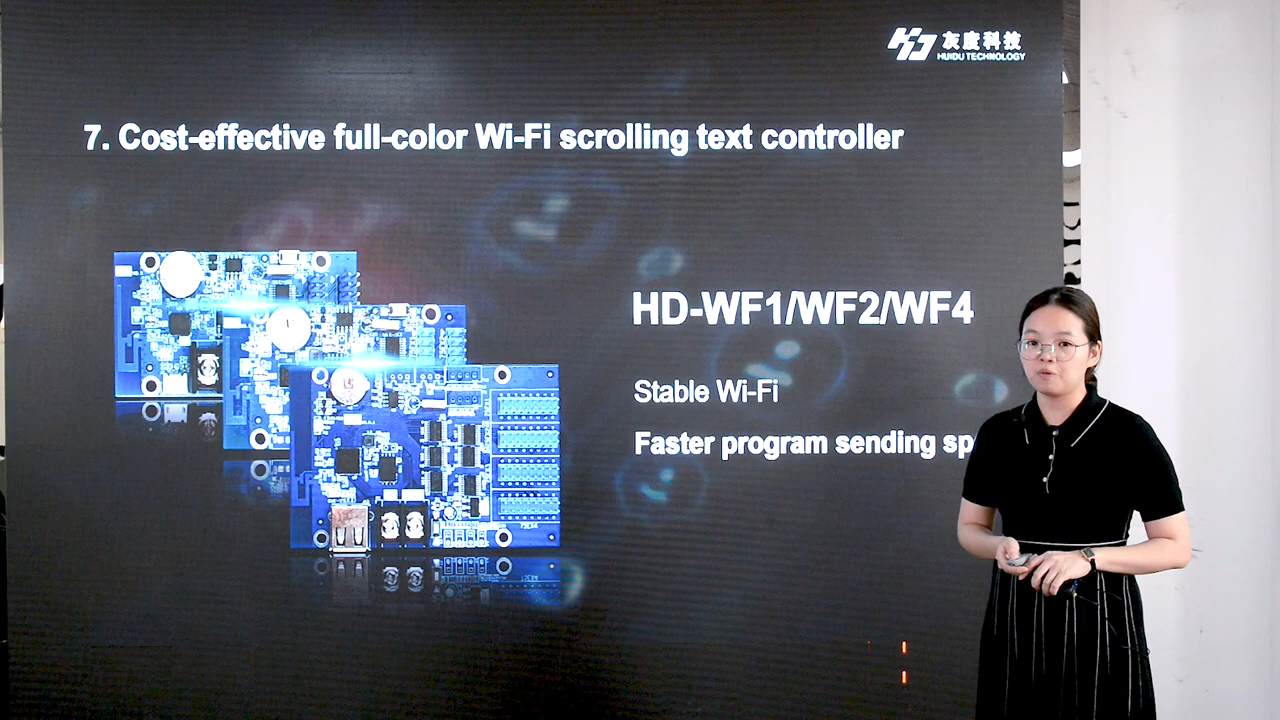 灰度科技
HUIDU TECHNOLOGY
7. Cost-effective full-color Wi-Fi scrolling text controller
HD-WF1/WF2/WF4
Stable Wi-Fi
Faster program sending sp